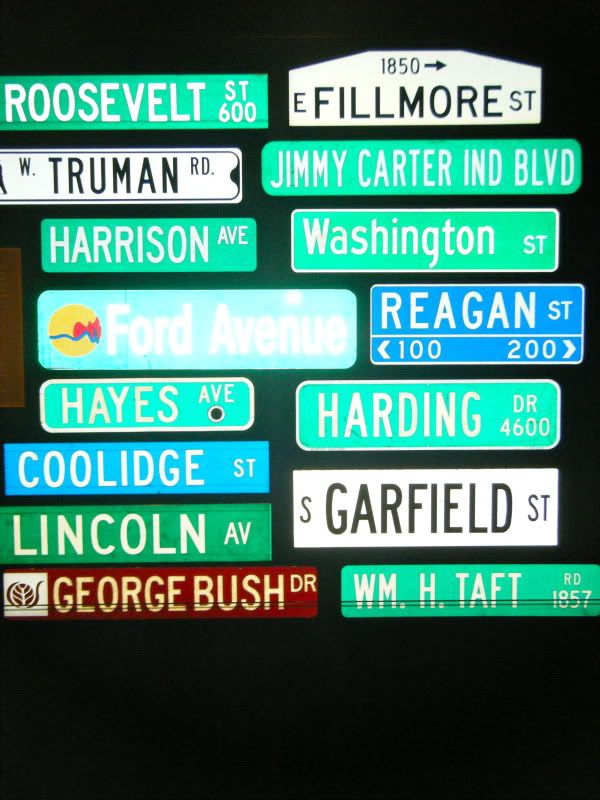 ROOSEVELT ST 600
1850 →
E FILLMORE ST
W. TRUMAN RD.
JIMMY CARTER IND BLVD
HARRISON AVE
Washington ST
Ford Avenue
REAGAN ST
<100 200>
HAYES AVE
HARDING DR 4600
COOLIDGE ST
S GARFIELD ST
LINCOLN AV
GEORGE BUSH DR
WM. H. TAFT RD 1857